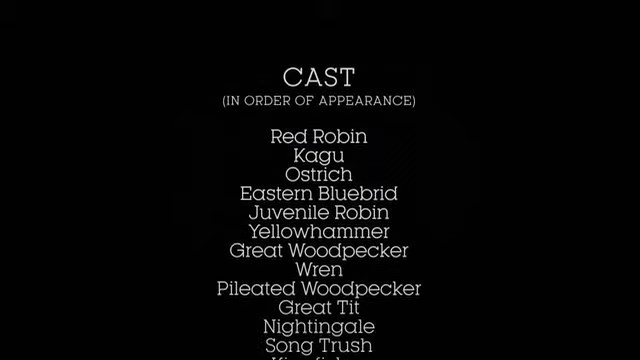 CAST
(IN ORDER OF APPEARANCE)
Red Robin
Kagu
Ostrich
Eastern Bluebrid
Juvenile Robin
Yellowhammer
Great Woodpecker
Wren
Pileated Woodpecker
Great Tit
Nightingale
Song Trush